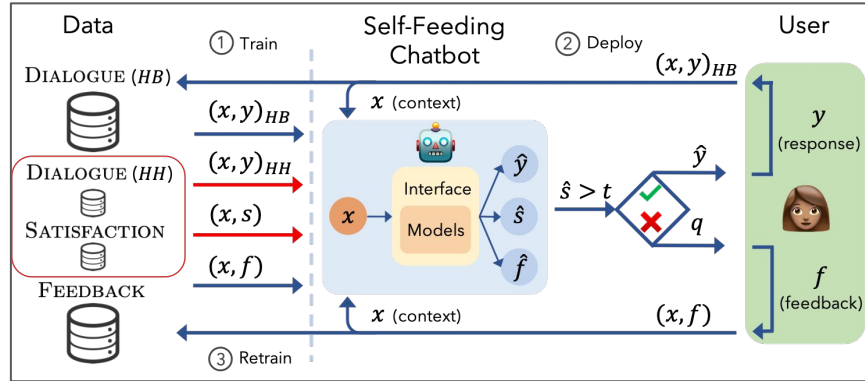 Data
① Train
Self-Feeding
Chatbot
② Deploy
User
DIALOGUE (HB)
(x, y)HB
x (context)
(x, y)HB
y
(response)
DIALOGUE (HH)
(x, y)HH
Interface
Models
x
ŷ
ŝ
f̂
ŝ > t
ŷ
q
SATISFACTION
(x, s)
(x, f)
FEEDBACK
f
(feedback)
x (context)
(x, f)
③ Retrain